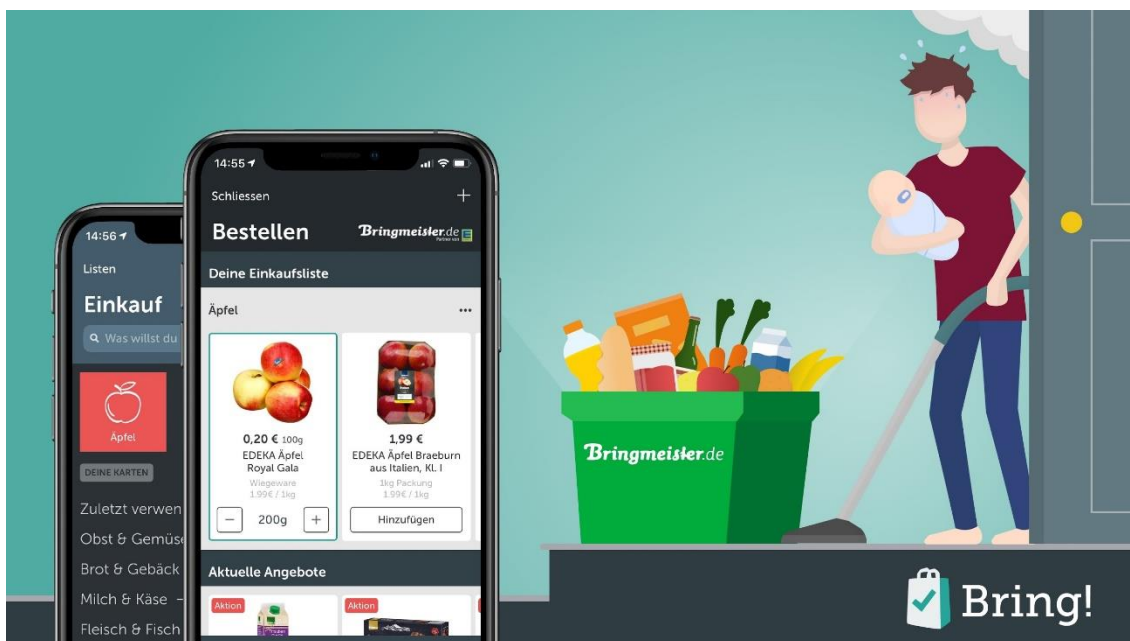 14:56
Listen
Einkauf
Was willst du
Äpfel
DEINE KARTEN
Zuletzt verwen
Obst & Gemüse
Brot & Gebäck
Milch & Käse
Fleisch & Fisch
14:55
Schliessen
+
Bestellen
Bringmeister.de
Partner von
Deine Einkaufsliste
Äpfel
0,20 € 100g
EDEKA Äpfel
Royal Gala
Wiegeware
1.99€ / 1kg
− 200g +
1,99 €
EDEKA Äpfel Braeburn
aus Italien, Kl. I
1kg Packung
1.99€ / 1kg
Hinzufügen
Aktuelle Angebote
Aktion
Aktion
Bringmeister.de
Bring!